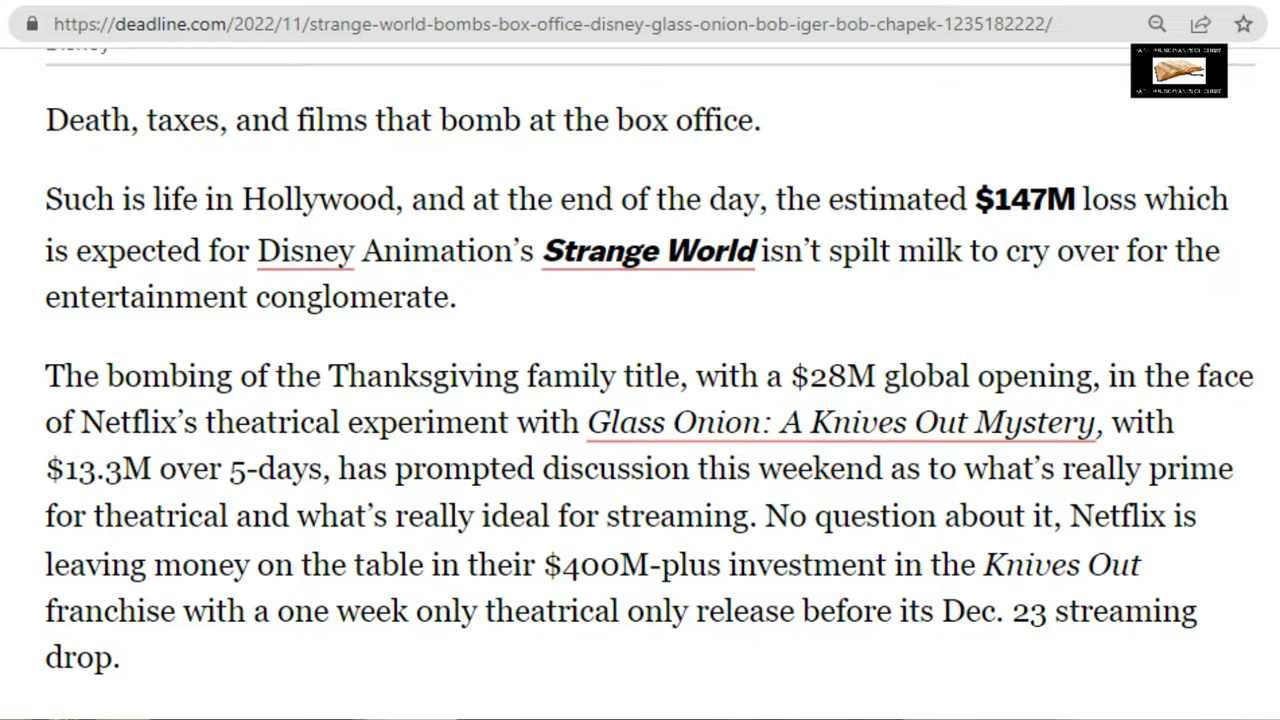 https://deadline.com/2022/11/strange-world-bombs-box-office-disney-glass-onion-bob-iger-bob-chapek-1235182222/
Disney
Death, taxes, and films that bomb at the box office.
Such is life in Hollywood, and at the end of the day, the estimated $147M loss which
is expected for Disney Animation’s Strange World isn’t spilt milk to cry over for the
entertainment conglomerate.
The bombing of the Thanksgiving family title, with a $28M global opening, in the face
of Netflix’s theatrical experiment with Glass Onion: A Knives Out Mystery, with
$13.3M over 5-days, has prompted discussion this weekend as to what’s really prime
for theatrical and what’s really ideal for streaming. No question about it, Netflix is
leaving money on the table in their $400M-plus investment in the Knives Out
franchise with a one week only theatrical only release before its Dec. 23 streaming
drop.